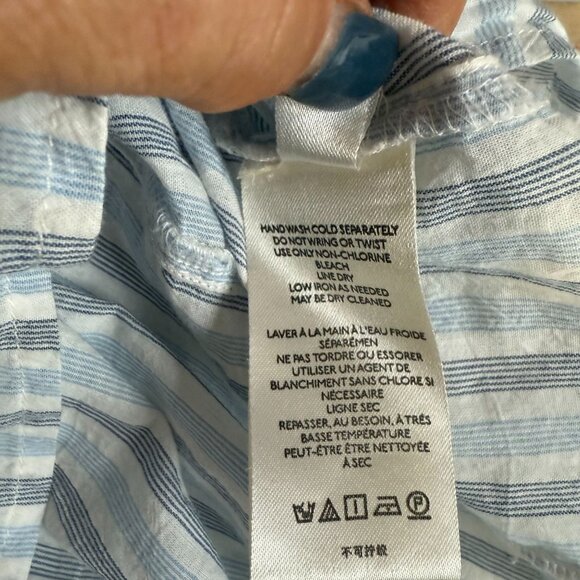 HAND WASH COLD SEPARATELY
DO NOT WRING OR TWIST
USE ONLY NON-CHLORINE
BLEACH
LINE DRY
LOW IRON AS NEEDED
MAY BE DRY CLEANED
LAVER À LA MAIN À L'EAU FROIDE
SÉPARÉMEN
NE PAS TORDRE OU ESSORER
UTILISER UN AGENT DE
BLANCHIMENT SANS CHLORE SI
NÉCESSAIRE
LIGNE SEC
REPASSER, AU BESOIN, À TRÉS
BASSE TEMPÉRATURE
PEUT-ÊTRE ÊTRE NETTOYÉE
À SEC
不可拧绞